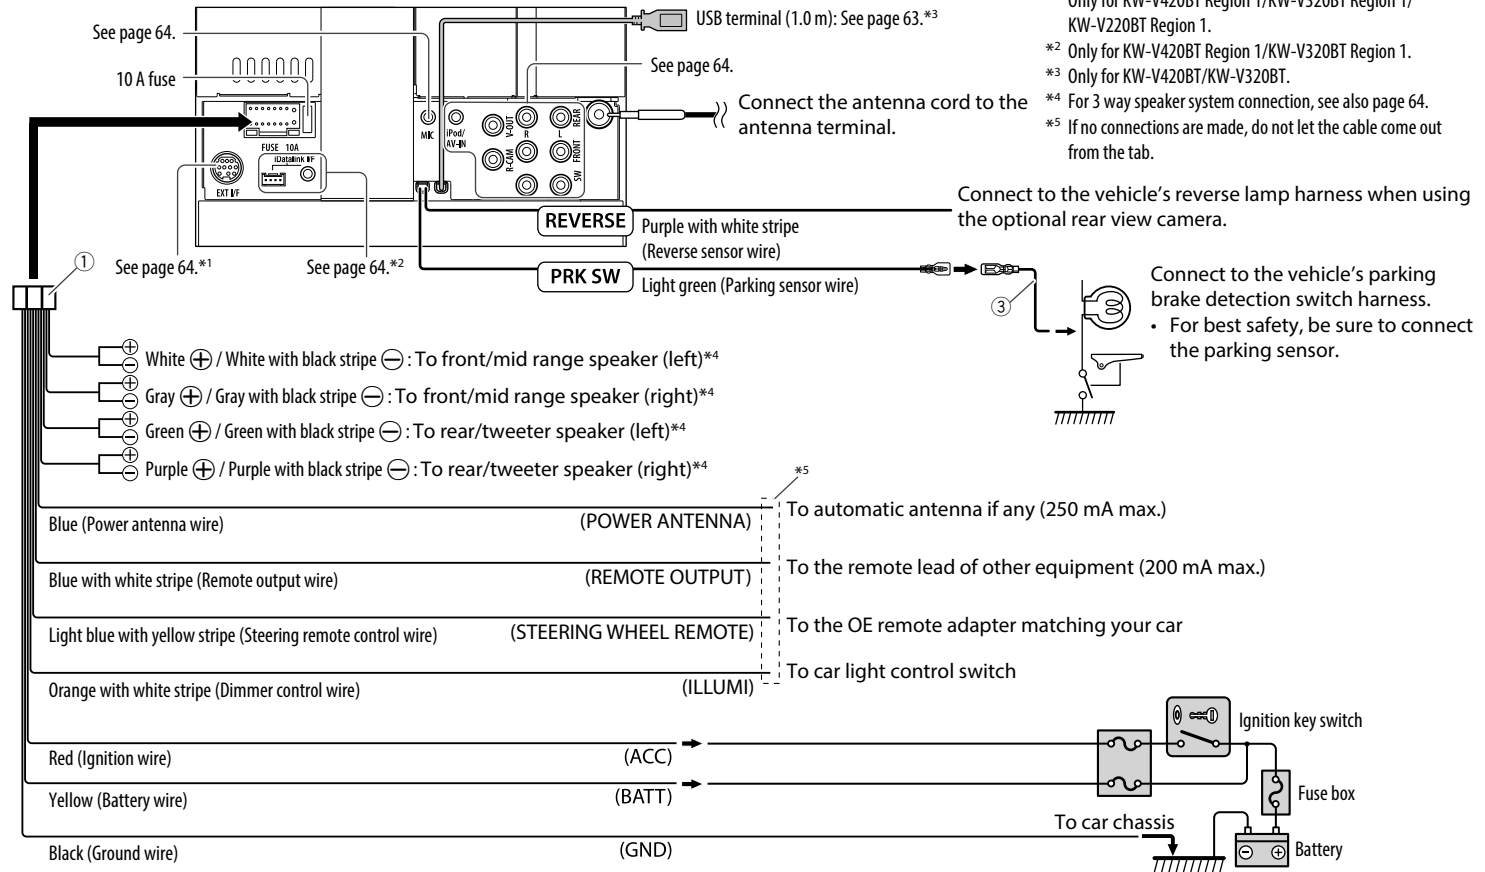 Only for KW-V420BT Region 1/KW-V320BT Region 1/
KW-V220BT Region 1.
*2 Only for KW-V420BT Region 1/KW-V320BT Region 1.
*3 Only for KW-V420BT/KW-V320BT.
*4 For 3 way speaker system connection, see also page 64.
*5 If no connections are made, do not let the cable come out
from the tab.
USB terminal (1.0 m): See page 63.*3
See page 64.
10 A fuse
See page 64.
Connect the antenna cord to the
antenna terminal.
MIC
iPod/
AV-IN
V-OUT
R-CAM
R
L
REAR
FRONT
SW
FUSE 10A
iDatalink I/F
EXT I/F
REVERSE
Purple with white stripe
(Reverse sensor wire)
Connect to the vehicle’s reverse lamp harness when using
the optional rear view camera.
See page 64.*1
See page 64.*2
PRK SW
Light green (Parking sensor wire)
①
③
Connect to the vehicle’s parking
brake detection switch harness.
• For best safety, be sure to connect
the parking sensor.
⊕
⊖
White ⊕ / White with black stripe ⊖ : To front/mid range speaker (left)*4
⊕
⊖
Gray ⊕ / Gray with black stripe ⊖ : To front/mid range speaker (right)*4
⊕
⊖
Green ⊕ / Green with black stripe ⊖ : To rear/tweeter speaker (left)*4
⊕
⊖
Purple ⊕ / Purple with black stripe ⊖ : To rear/tweeter speaker (right)*4
*5
Blue (Power antenna wire)
(POWER ANTENNA)
To automatic antenna if any (250 mA max.)
Blue with white stripe (Remote output wire)
(REMOTE OUTPUT)
To the remote lead of other equipment (200 mA max.)
Light blue with yellow stripe (Steering remote control wire)
(STEERING WHEEL REMOTE)
To the OE remote adapter matching your car
Orange with white stripe (Dimmer control wire)
(ILLUMI)
To car light control switch
Ignition key switch
Red (Ignition wire)
(ACC)
Yellow (Battery wire)
(BATT)
Fuse box
To car chassis
Black (Ground wire)
(GND)
⊖ ⊕
Battery